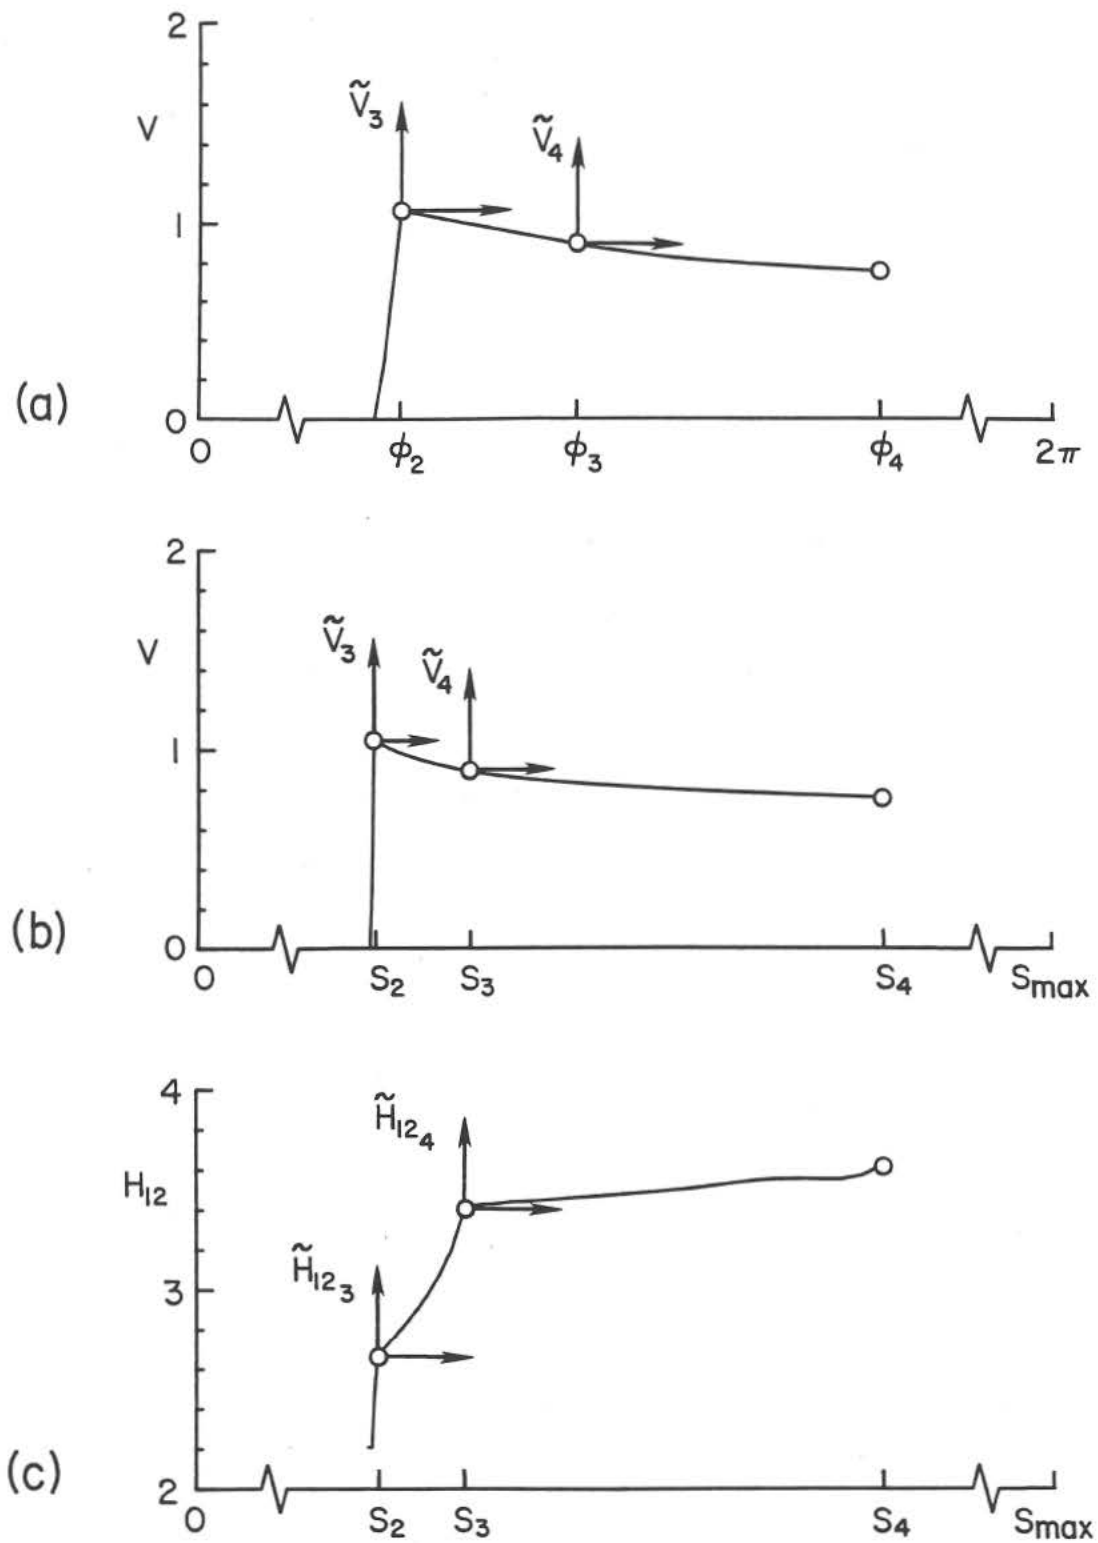 2
Ṽ3
Ṽ4
V
1
(a)
0
0 ϕ2 ϕ3 ϕ4 2π
2
Ṽ3
Ṽ4
V
1
(b)
0
0 S2 S3 S4 Smax
4
H̃124
H12
H̃123
3
(c)
2
0 S2 S3 S4 Smax